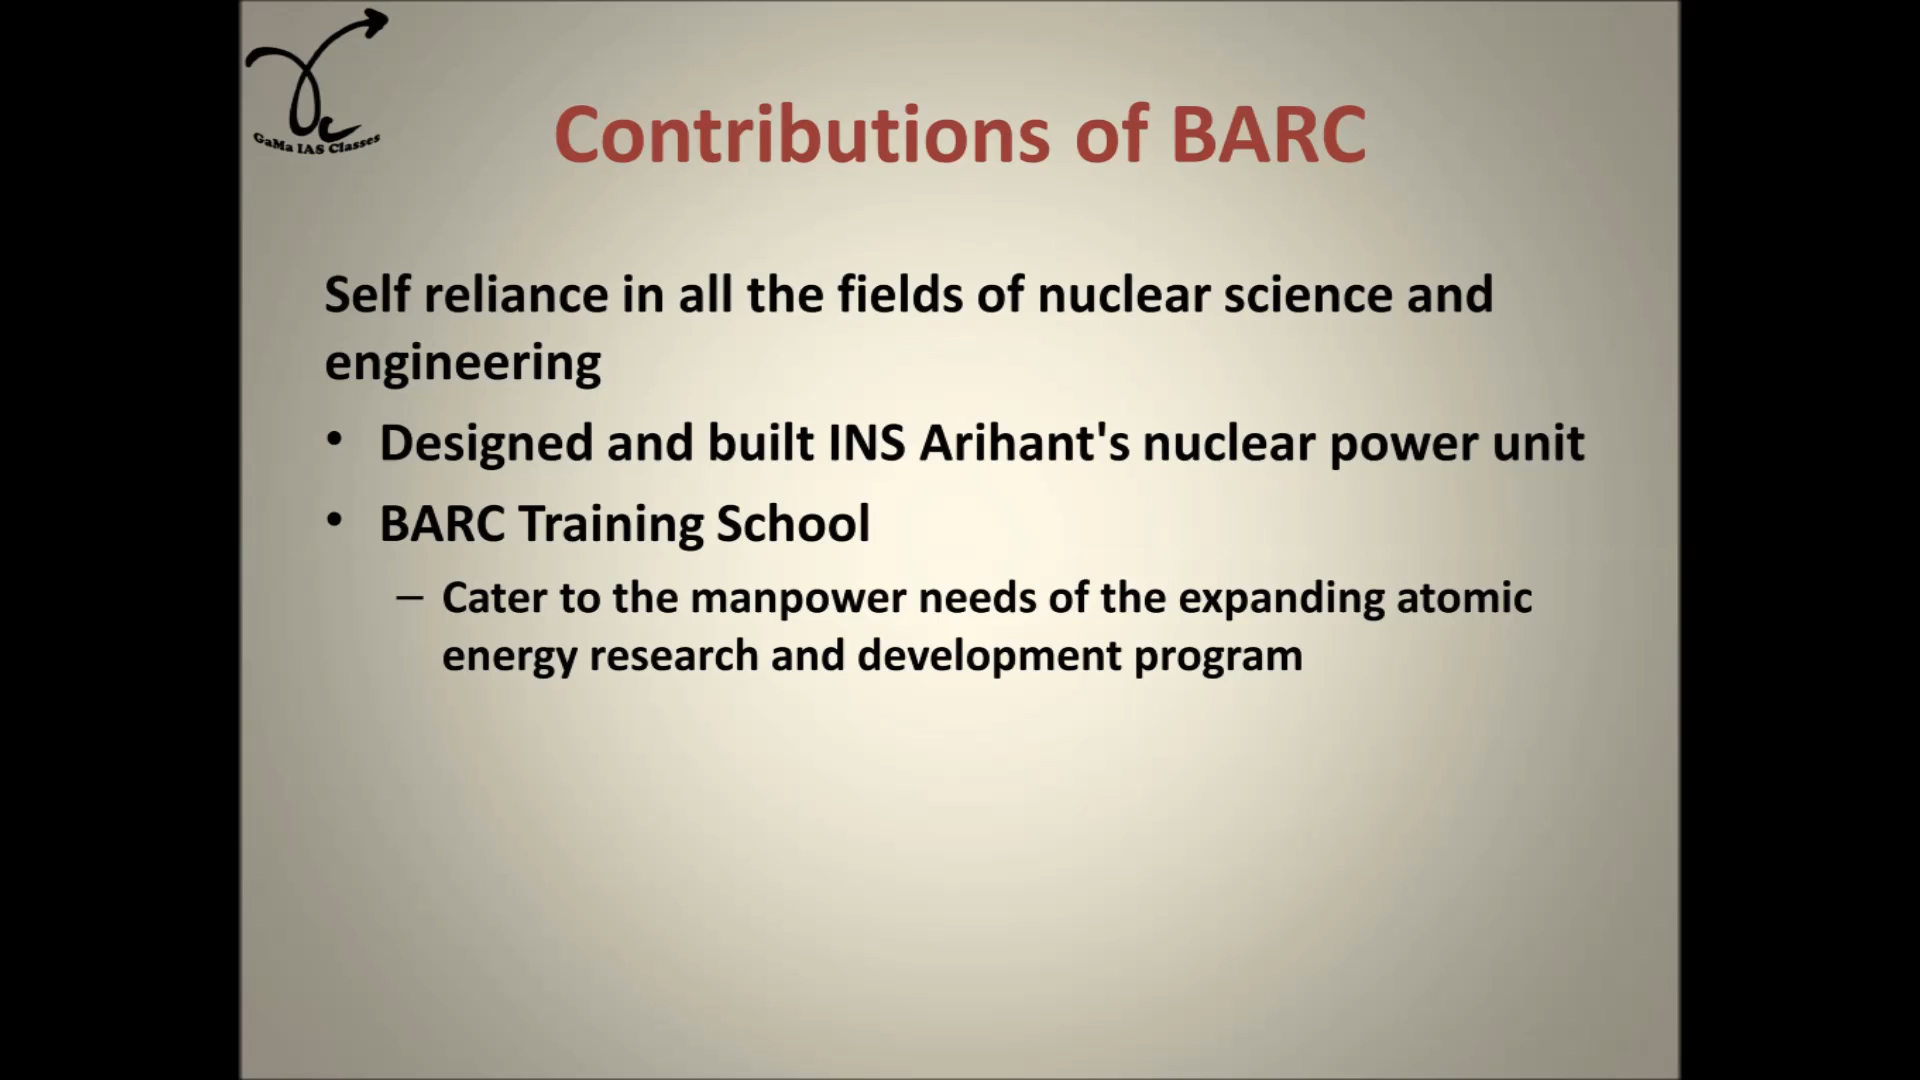 GaMa IAS Classes
Contributions of BARC
Self reliance in all the fields of nuclear science and
engineering
• Designed and built INS Arihant's nuclear power unit
• BARC Training School
– Cater to the manpower needs of the expanding atomic
energy research and development program